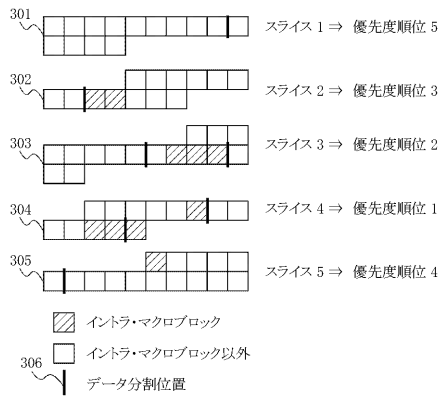 301
スライス 1 ⇒ 優先度順位 5
302
スライス 2 ⇒ 優先度順位 3
303
スライス 3 ⇒ 優先度順位 2
304
スライス 4 ⇒ 優先度順位 1
305
スライス 5 ⇒ 優先度順位 4
イントラ・マクロブロック
イントラ・マクロブロック以外
306
データ分割位置